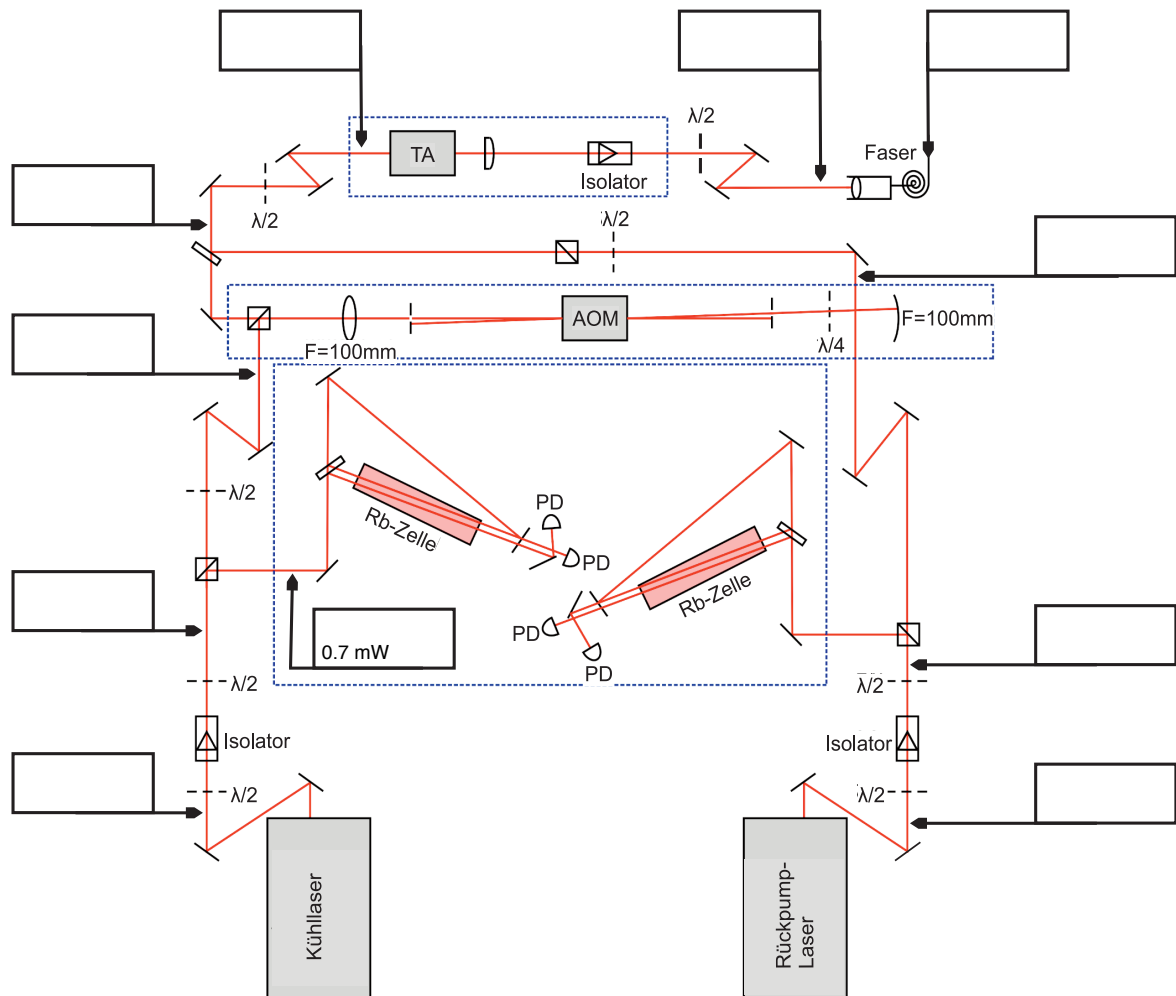 λ/2
TA
Faser
Isolator
λ/2
λ/2
AOM
F=100mm
λ/4
F=100mm
λ/2
PD
Rb-Zelle
PD
Rb-Zelle
PD
PD
0.7 mW
λ/2
λ/2
Isolator
Isolator
λ/2
λ/2
Kühllaser
Rückpump-
Laser